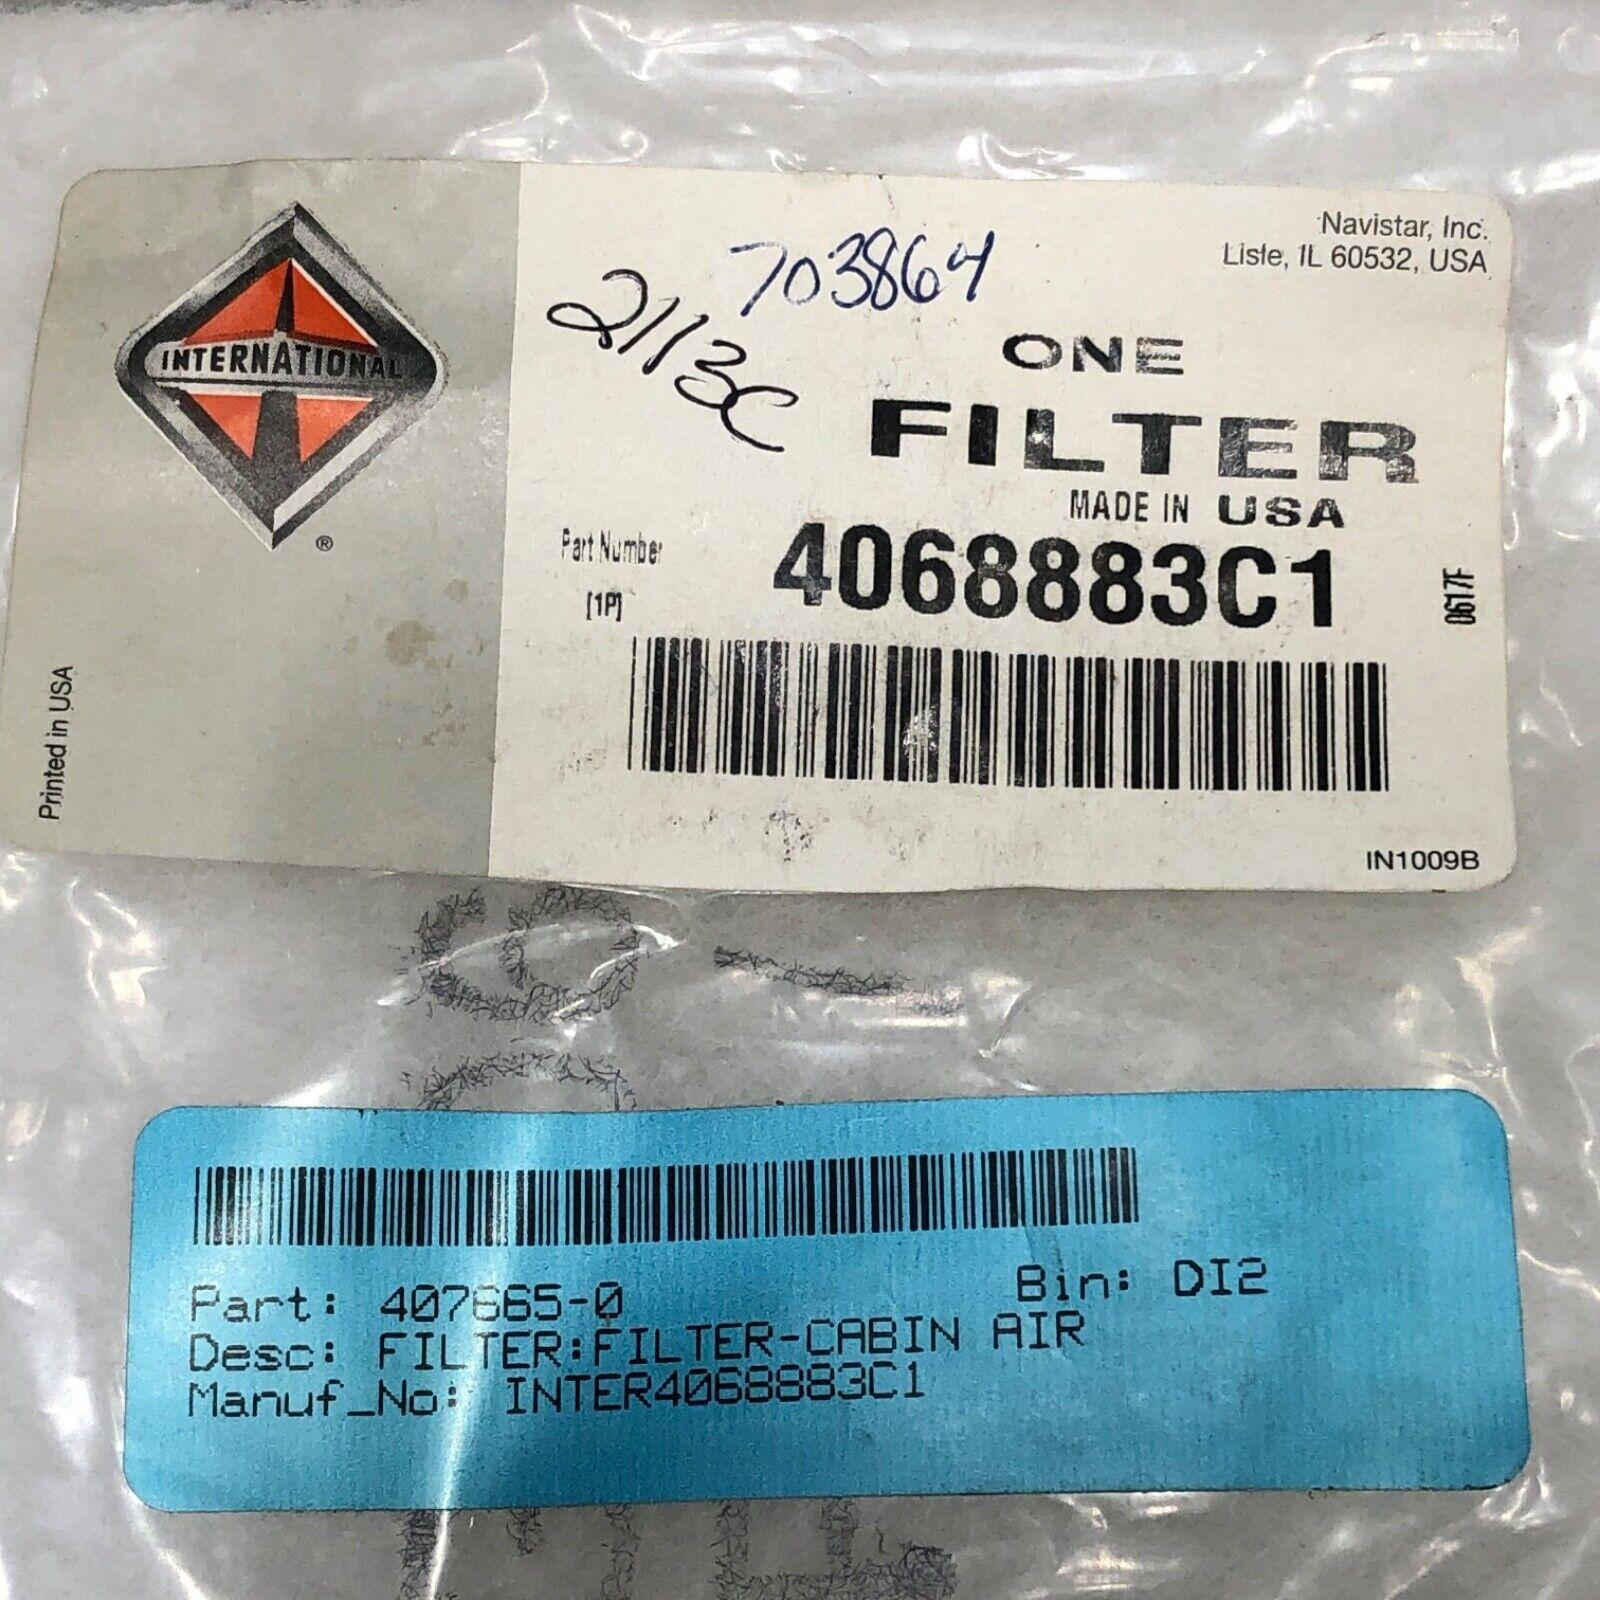 INTERNATIONAL
®
Printed in USA
Navistar, Inc.
Lisle, IL 60532, USA
703864
2113C
ONE
FILTER
MADE IN USA
Part Number
[1P]
4068883C1
0617F
IN1009B
Part: 407665-0 Bin: DI2
Desc: FILTER:FILTER-CABIN AIR
Manuf_No: INTER4068883C1